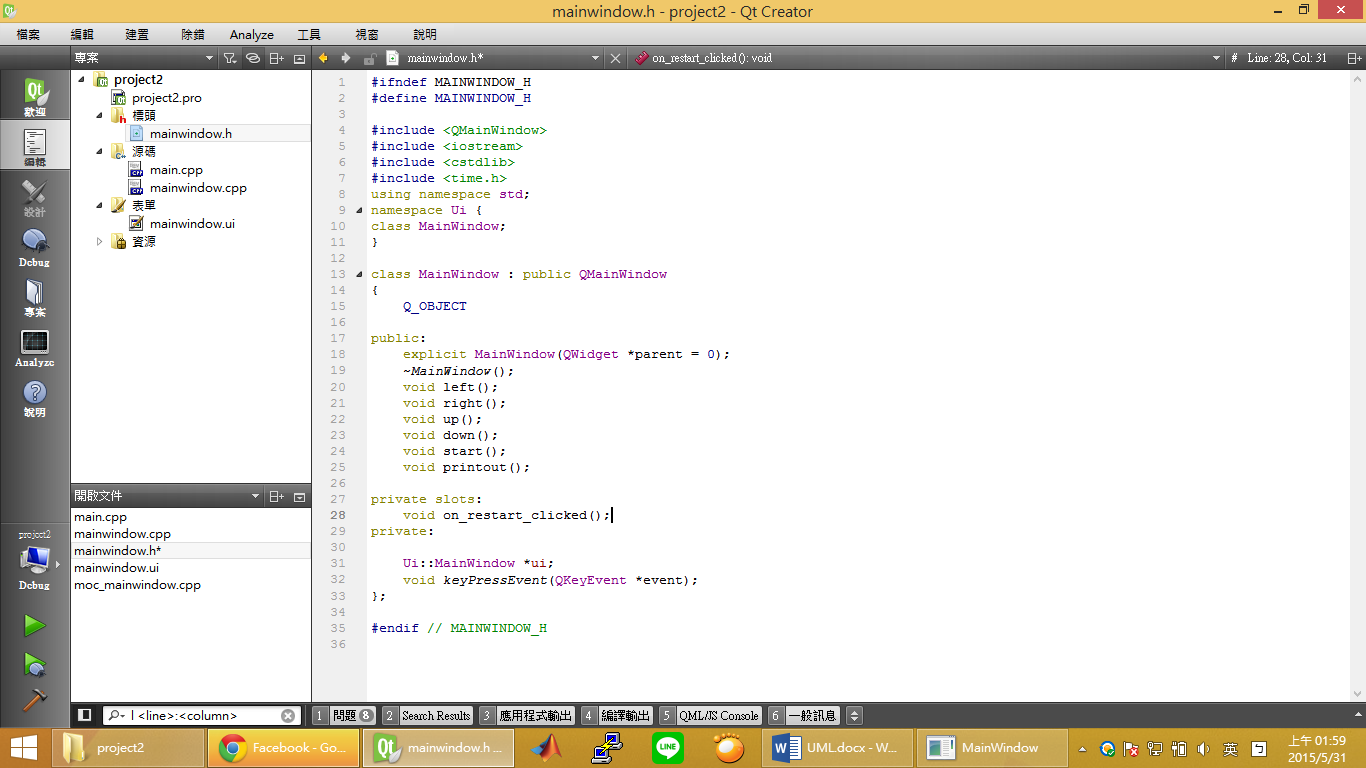 mainwindow.h - project2 - Qt Creator
檔案 編輯 建置 除錯 Analyze 工具 視窗 說明
專案 mainwindow.h* on_restart_clicked(): void # Line: 28, Col: 31
歡迎
編輯
設計
Debug
專案
Analyze
說明
project2
Debug
project2
project2.pro
標頭
mainwindow.h
源碼
main.cpp
mainwindow.cpp
表單
mainwindow.ui
資源
開啟文件
main.cpp
mainwindow.cpp
mainwindow.h*
mainwindow.ui
moc_mainwindow.cpp
1 #ifndef MAINWINDOW_H
2 #define MAINWINDOW_H
3
4 #include <QMainWindow>
5 #include <iostream>
6 #include <cstdlib>
7 #include <time.h>
8 using namespace std;
9 namespace Ui {
10 class MainWindow;
11 }
12
13 class MainWindow : public QMainWindow
14 {
15     Q_OBJECT
16
17 public:
18     explicit MainWindow(QWidget *parent = 0);
19     ~MainWindow();
20     void left();
21     void right();
22     void up();
23     void down();
24     void start();
25     void printout();
26
27 private slots:
28     void on_restart_clicked();
29 private:
30
31     Ui::MainWindow *ui;
32     void keyPressEvent(QKeyEvent *event);
33 };
34
35 #endif // MAINWINDOW_H
36
l <line>:<column> 1 問題 8 2 Search Results 3 應用程式輸出 4 編譯輸出 5 QML/JS Console 6 一般訊息
project2 Facebook - Go... mainwindow.h ... LINE UML.docx - W... MainWindow 英 上午 01:59
2015/5/31